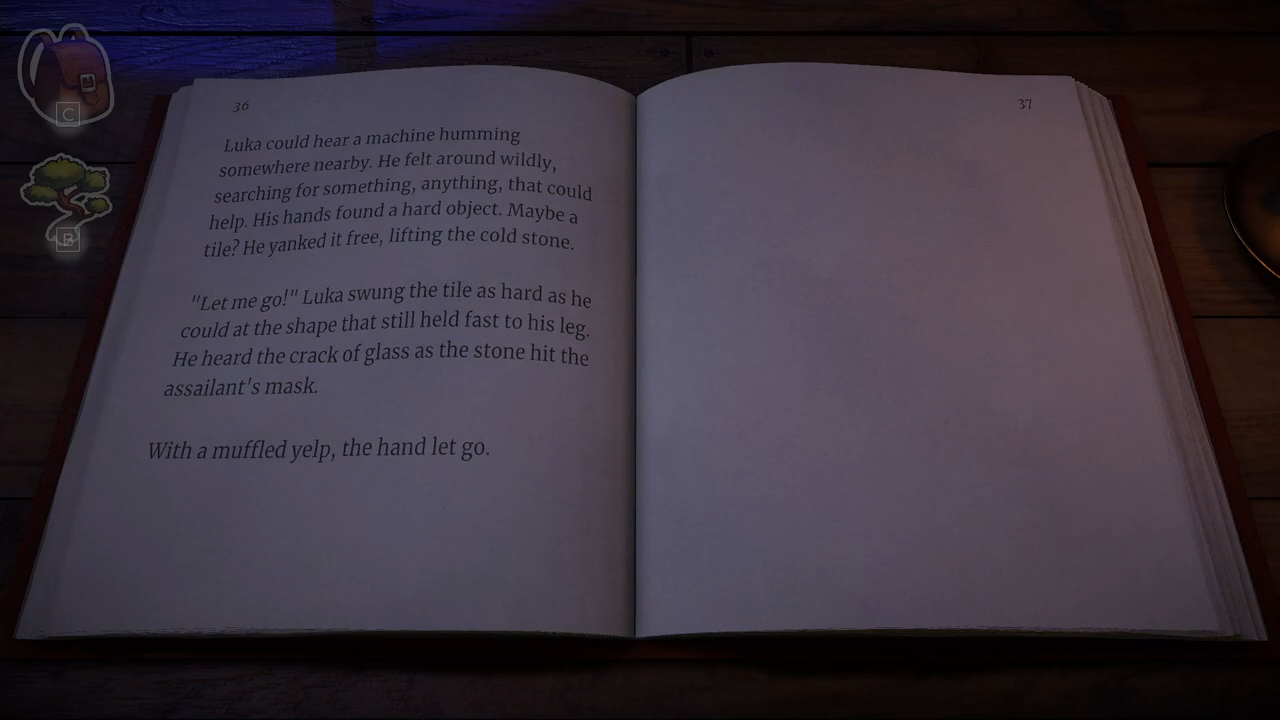 36
Luka could hear a machine humming
somewhere nearby. He felt around wildly,
searching for something, anything, that could
help. His hands found a hard object. Maybe a
tile? He yanked it free, lifting the cold stone.
"Let me go!" Luka swung the tile as hard as he
could at the shape that still held fast to his leg.
He heard the crack of glass as the stone hit the
assailant's mask.
With a muffled yelp, the hand let go.
37
C
B